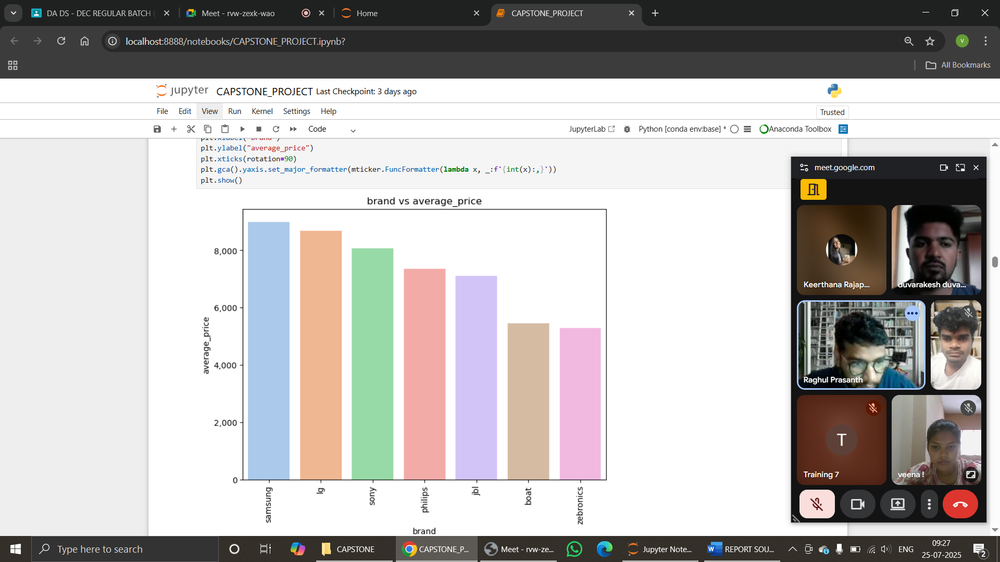 DA DS - DEC REGULAR BATCH
Meet - rvw-zexk-wao
Home
CAPSTONE_PROJECT
localhost:8888/notebooks/CAPSTONE_PROJECT.ipynb?
V
All Bookmarks
jupyter CAPSTONE_PROJECT Last Checkpoint: 3 days ago
File Edit View Run Kernel Settings Help
Trusted
Code
JupyterLab
Python [conda env:base] *
Anaconda Toolbox
plt.xlabel("brand")
plt.ylabel("average_price")
plt.xticks(rotation=90)
plt.gca().yaxis.set_major_formatter(mticker.FuncFormatter(lambda x, _:f'{int(x):,}'))
plt.show()
brand vs average_price
8,000
6,000
4,000
2,000
0
average_price
samsung
lg
sony
philips
jbl
boat
zebronics
brand
meet.google.com
Keerthana Rajap...
duvarakesh duva...
Raghul Prasanth
T
Training 7
veena !
Type here to search
CAPSTONE
CAPSTONE_P...
Meet - rvw-ze...
Jupyter Note...
REPORT SOU...
ENG
09:27
25-07-2025
2